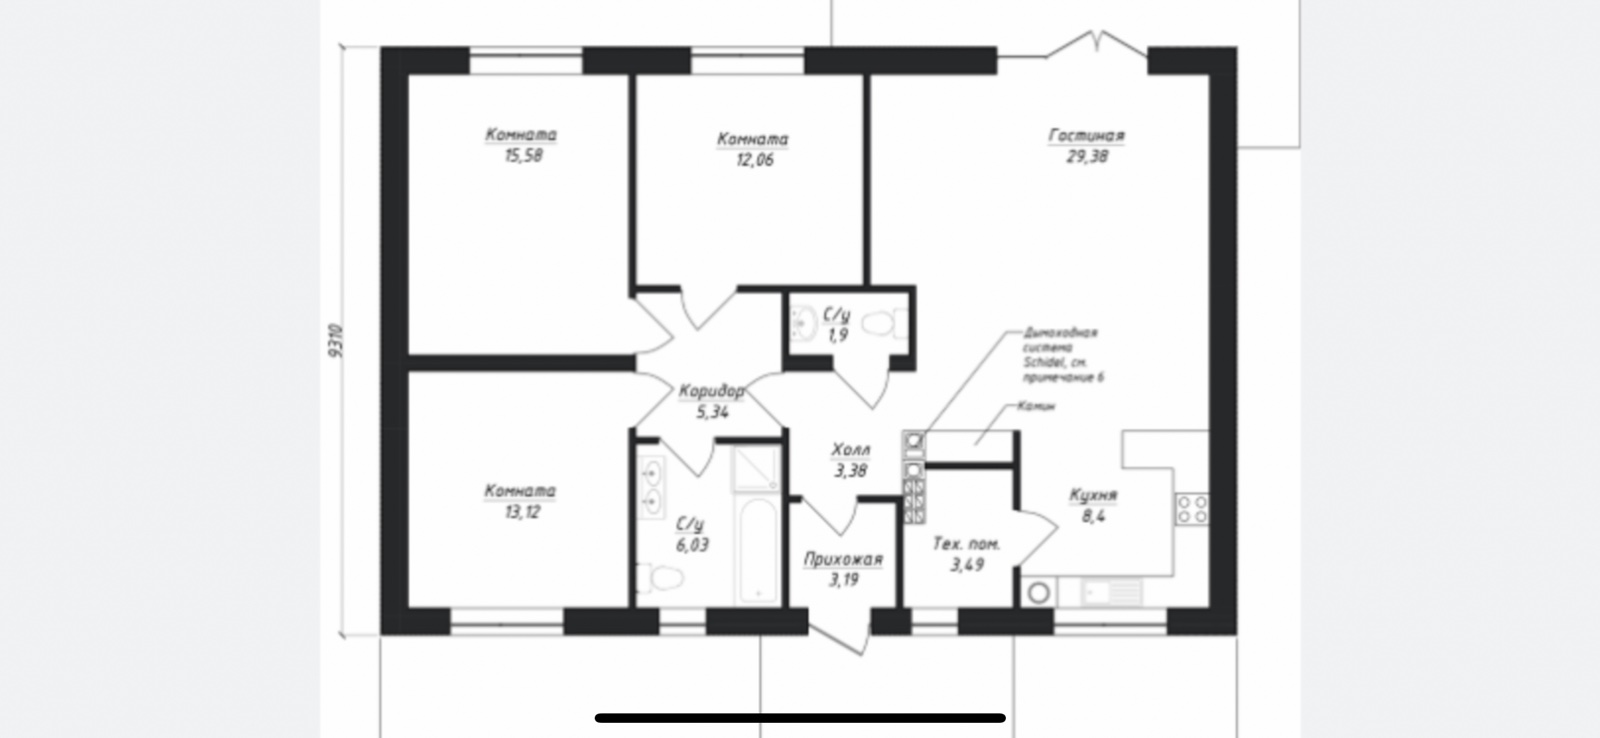 Комната
15,58
Комната
12,06
Гостиная
29,38
9310
С/у
1,9
Дымоходная
система
Schidel, см.
примечание 6
Камин
Коридор
5,34
Холл
3,38
Комната
13,12
С/у
6,03
Прихожая
3,19
Тех. пом.
3,49
Кухня
8,4